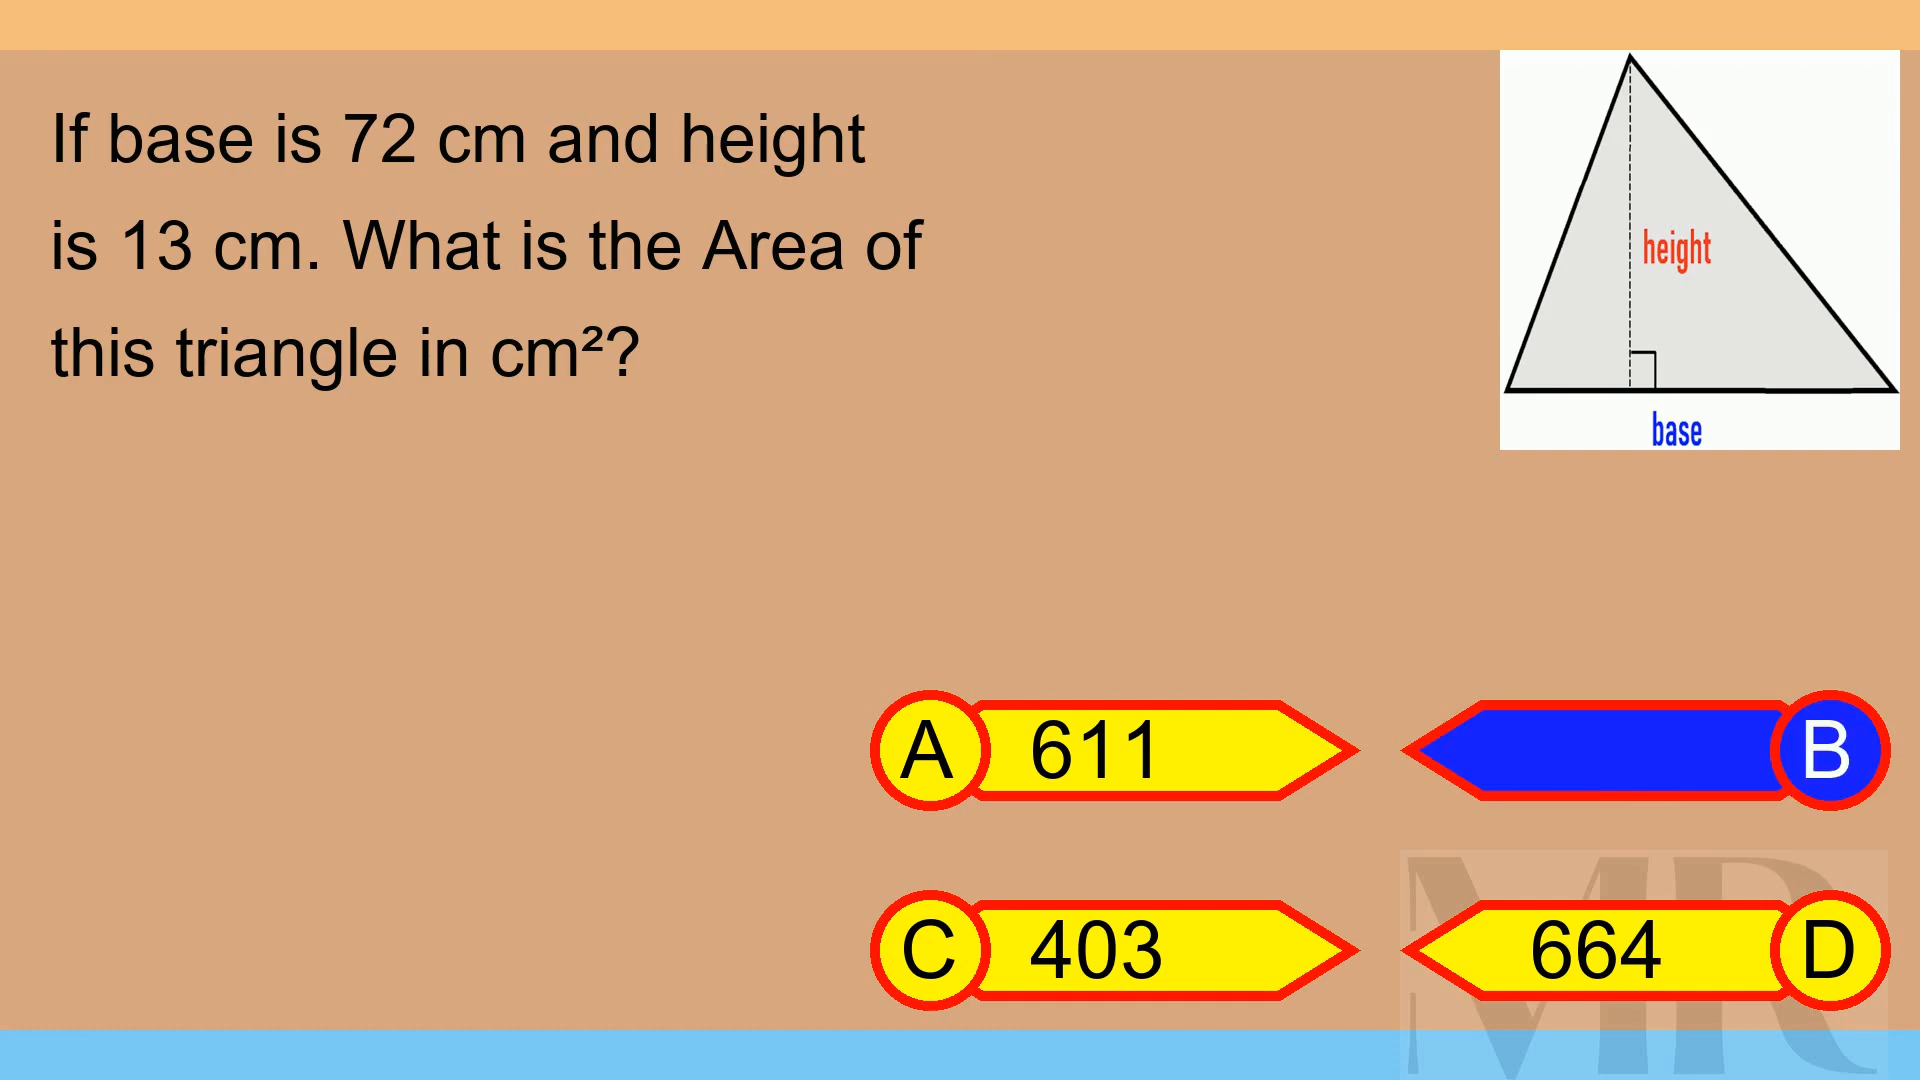 If base is 72 cm and height
is 13 cm. What is the Area of
this triangle in cm²?
height
base
A 611
B
C 403
664 D
MR